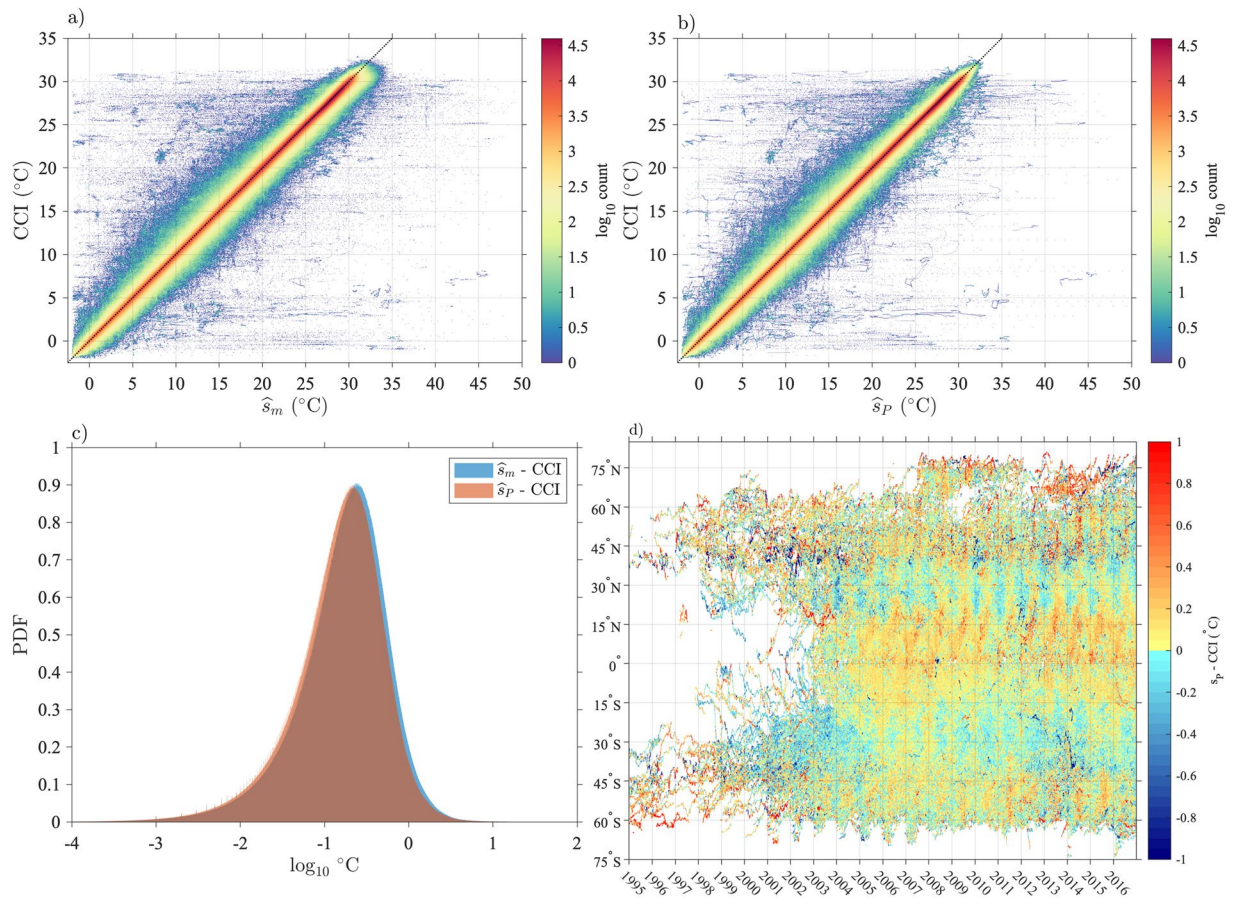 a)
35
30
25
20
15
10
5
0
CCI (°C)
0 5 10 15 20 25 30 35 40 45 50
ŝₘ (°C)
4.5
4
3.5
3
2.5
2
1.5
1
0.5
0
log₁₀ count
b)
35
30
25
20
15
10
5
0
CCI (°C)
0 5 10 15 20 25 30 35 40 45 50
ŝ_P (°C)
4.5
4
3.5
3
2.5
2
1.5
1
0.5
0
log₁₀ count
c)
1
0.9
0.8
0.7
0.6
0.5
0.4
0.3
0.2
0.1
0
PDF
-4 -3 -2 -1 0 1 2
log₁₀ °C
ŝₘ - CCI
ŝ_P - CCI
d)
75°N
60°N
45°N
30°N
15°N
0°
15°S
30°S
45°S
60°S
75°S
1995 1996 1997 1998 1999 2000 2001 2002 2003 2004 2005 2006 2007 2008 2009 2010 2011 2012 2013 2014 2015 2016
1
0.8
0.6
0.4
0.2
0
-0.2
-0.4
-0.6
-0.8
-1
s_P - CCI (°C)